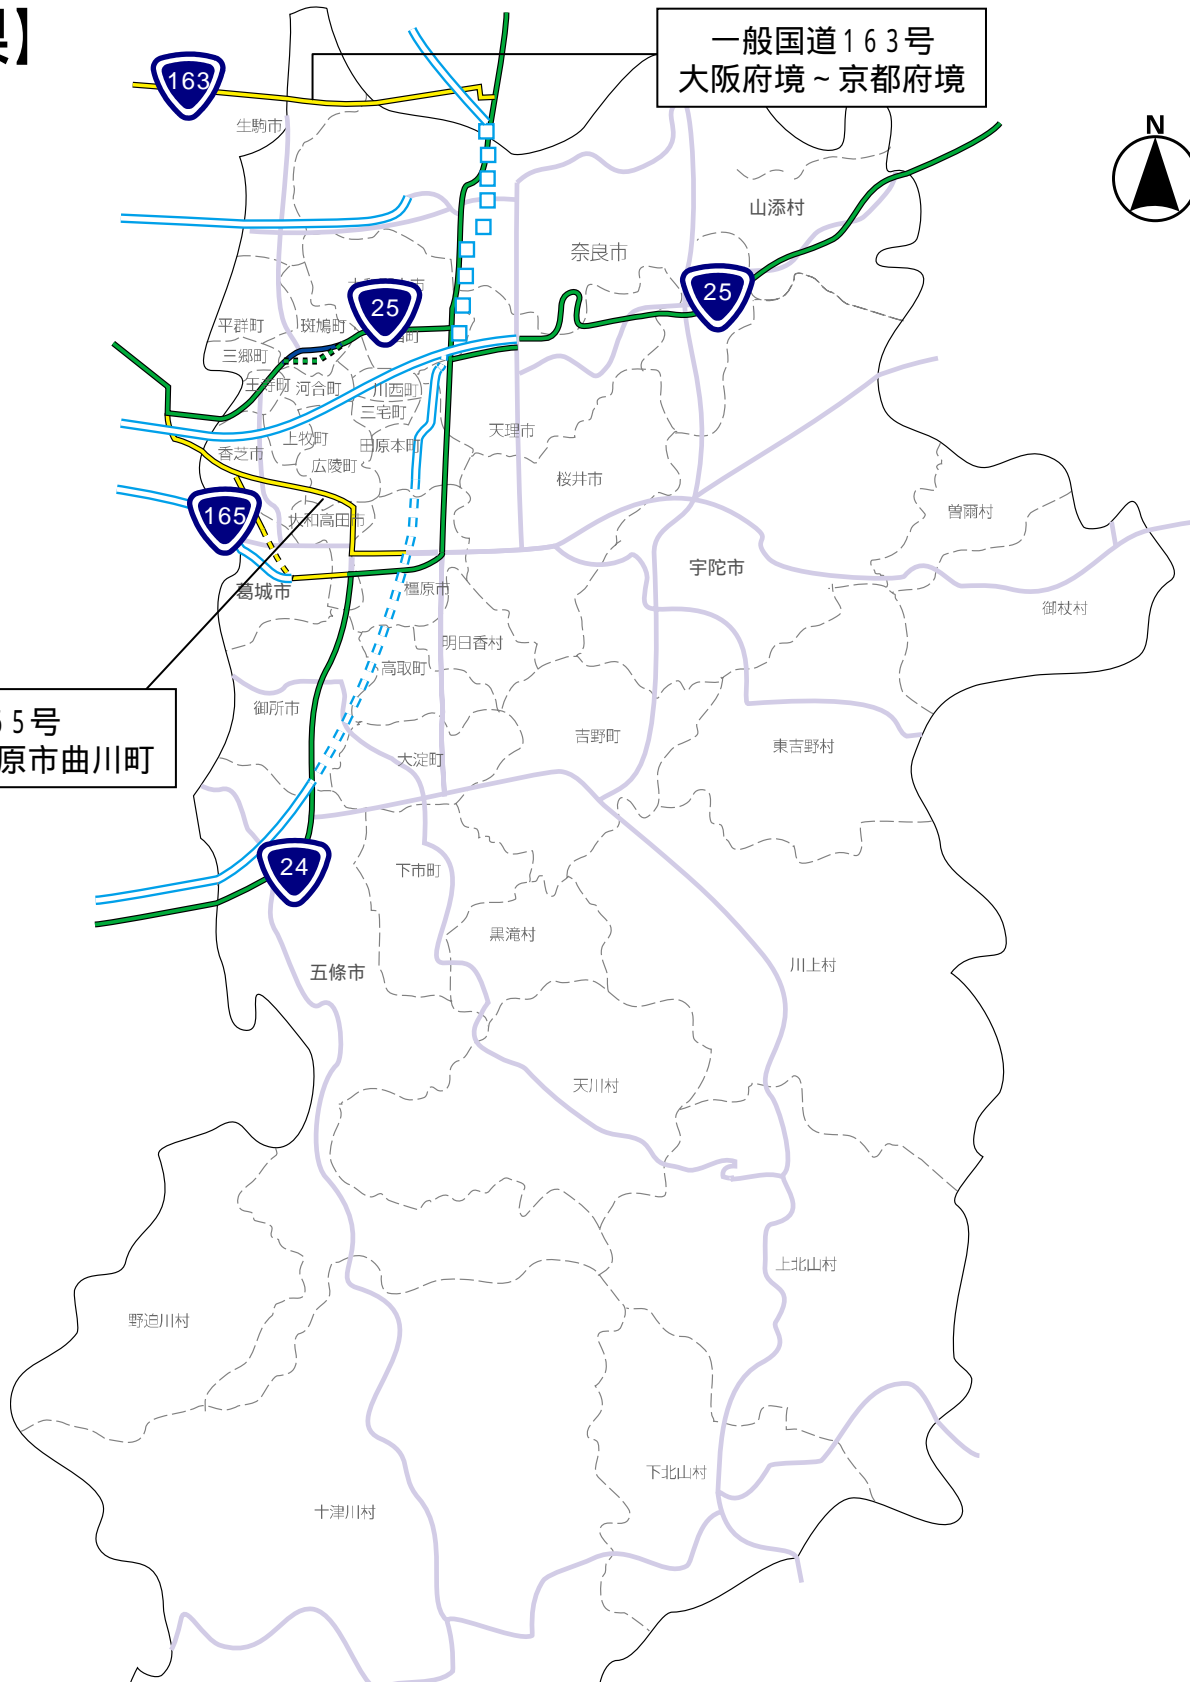 】
一般国道163号
大阪府境～京都府境
163
N
生駒市
山添村
奈良市
25
25
平群町
斑鳩町
三郷町
王寺町
河合町
川西町
三宅町
上牧町
田原本町
天理市
香芝市
広陵町
桜井市
165
大和高田市
曽爾村
宇陀市
葛城市
橿原市
御杖村
明日香村
高取町
5号
原市曲川町
御所市
吉野町
東吉野村
大淀町
24
下市町
黒滝村
川上村
五條市
天川村
上北山村
野迫川村
下北山村
十津川村